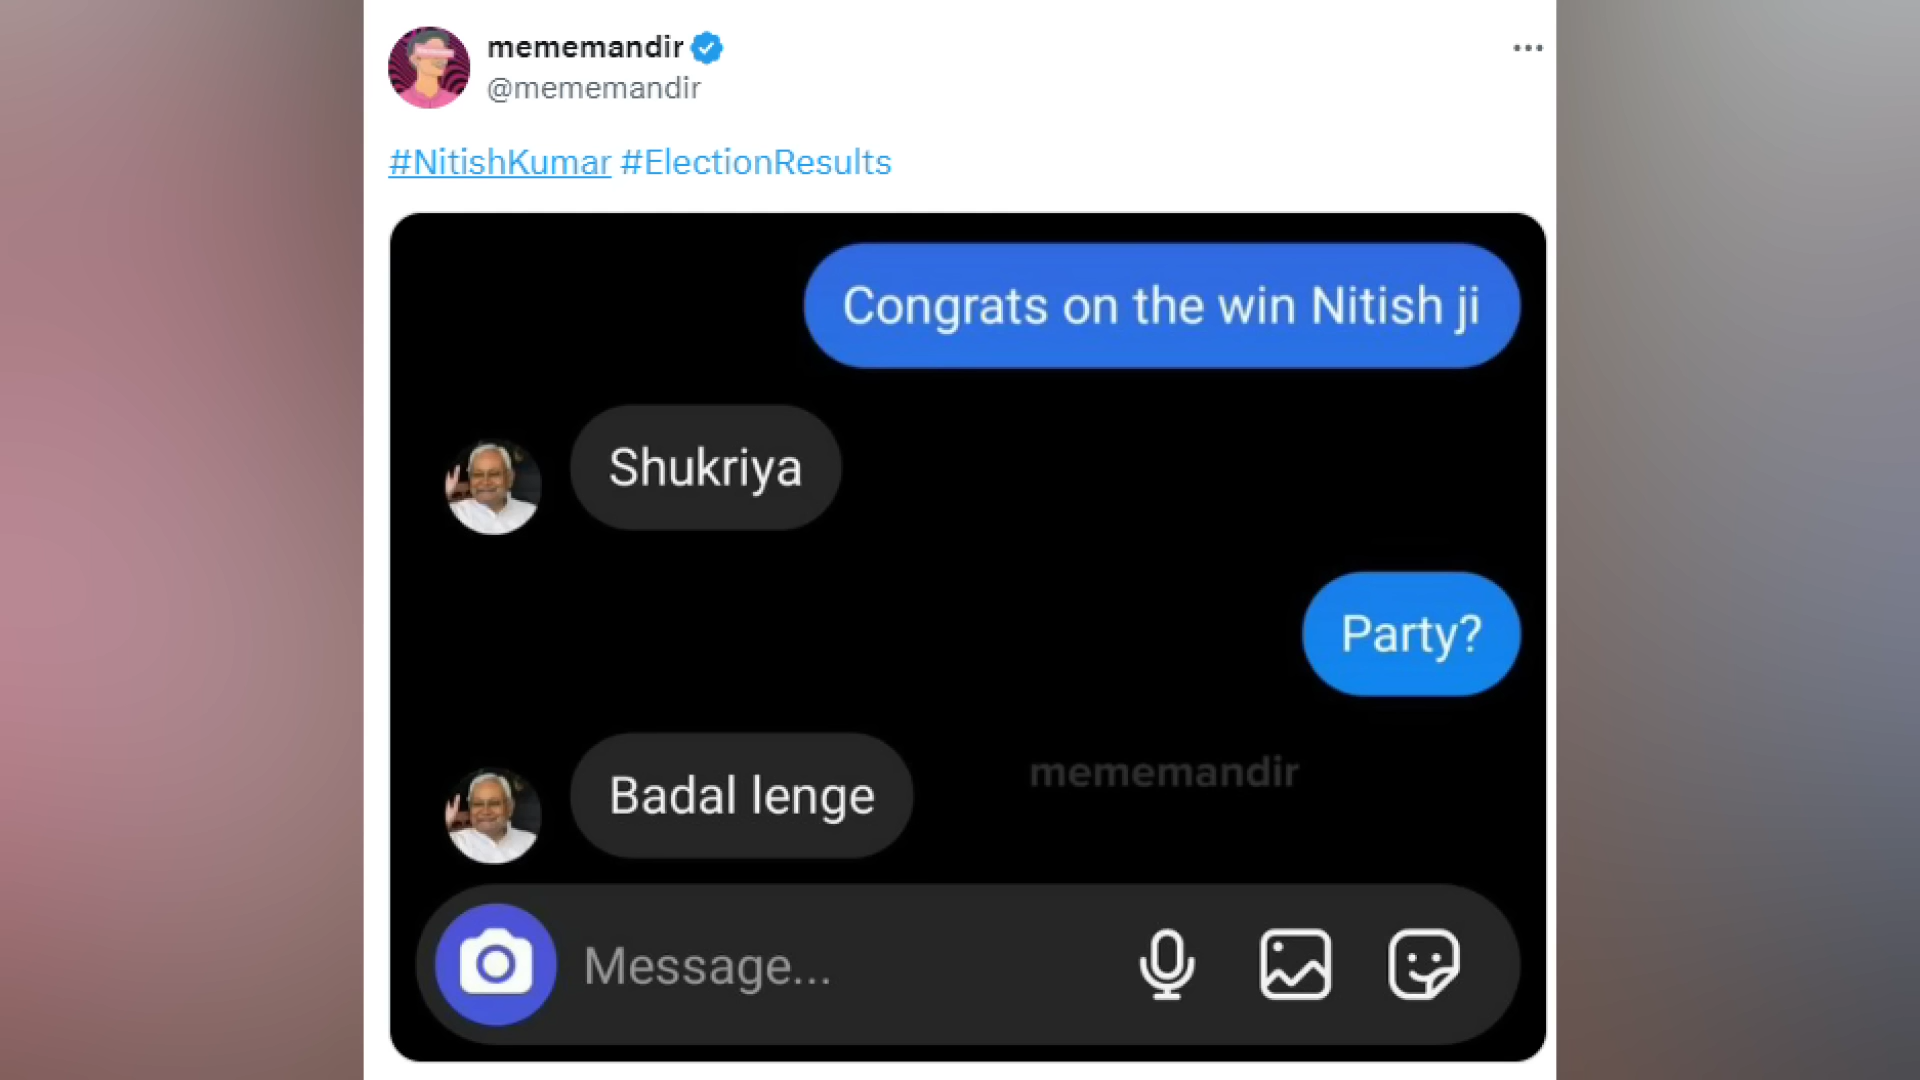 mememandir
@mememandir
#NitishKumar #ElectionResults
Congrats on the win Nitish ji
Shukriya
Party?
Badal lenge
mememandir
Message...